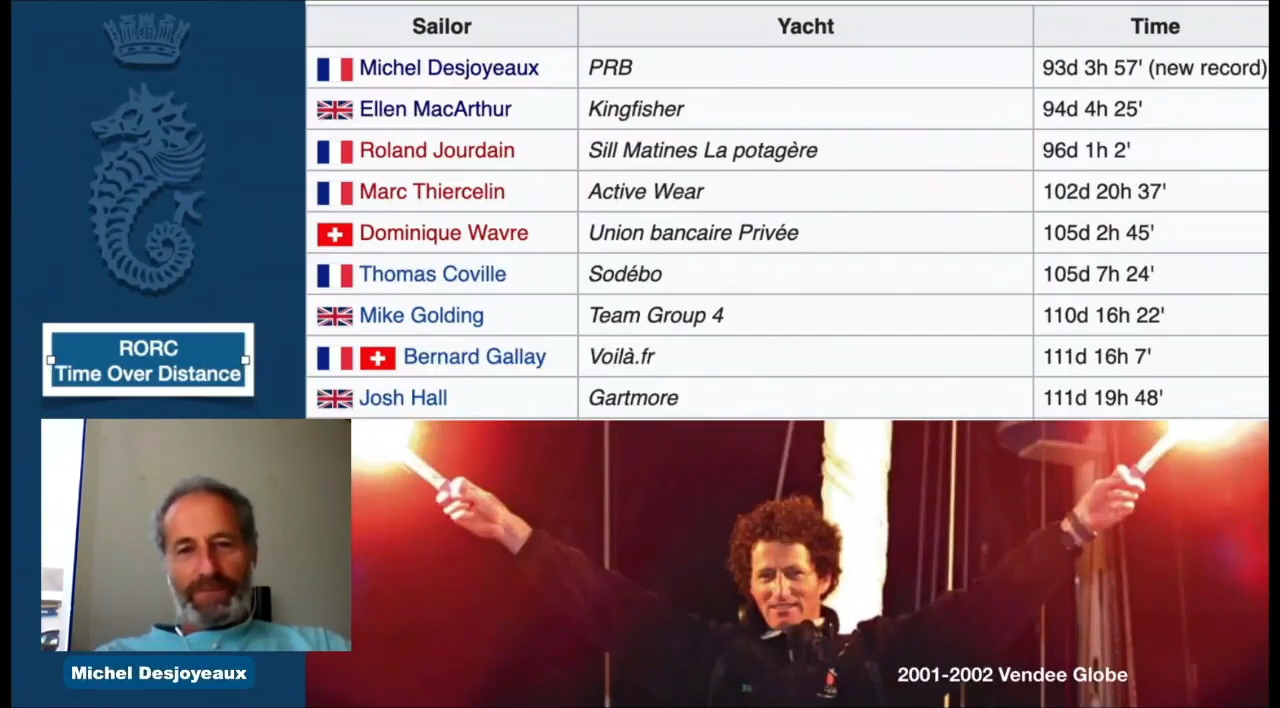 Sailor Yacht Time
Michel Desjoyeaux PRB 93d 3h 57' (new record)
Ellen MacArthur Kingfisher 94d 4h 25'
Roland Jourdain Sill Matines La potagère 96d 1h 2'
Marc Thiercelin Active Wear 102d 20h 37'
Dominique Wavre Union bancaire Privée 105d 2h 45'
Thomas Coville Sodébo 105d 7h 24'
Mike Golding Team Group 4 110d 16h 22'
Bernard Gallay Voilà.fr 111d 16h 7'
Josh Hall Gartmore 111d 19h 48'
RORC
Time Over Distance
Michel Desjoyeaux
2001-2002 Vendee Globe